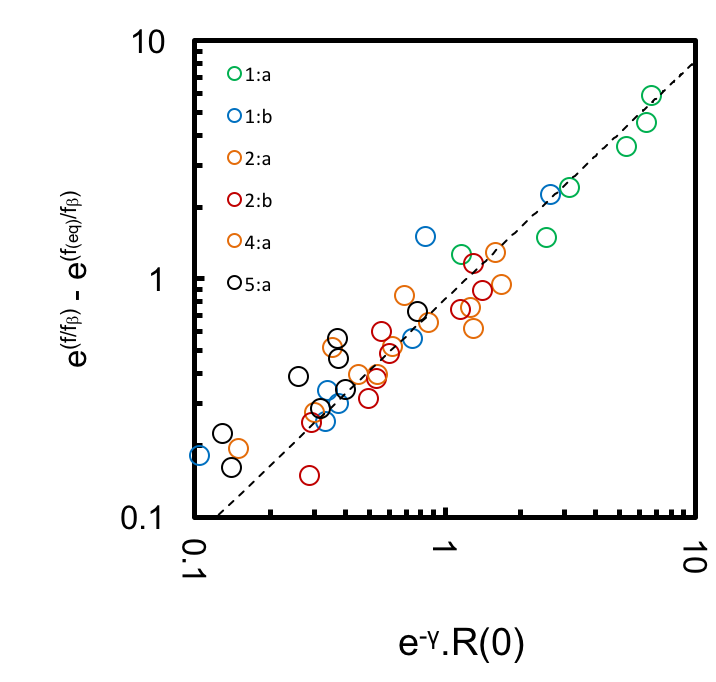 10
1:a
1:b
2:a
2:b
4:a
5:a
1
0.1
e(f/fβ) - e(f(eq)/fβ)
0.1
1
10
e-γ.R(0)